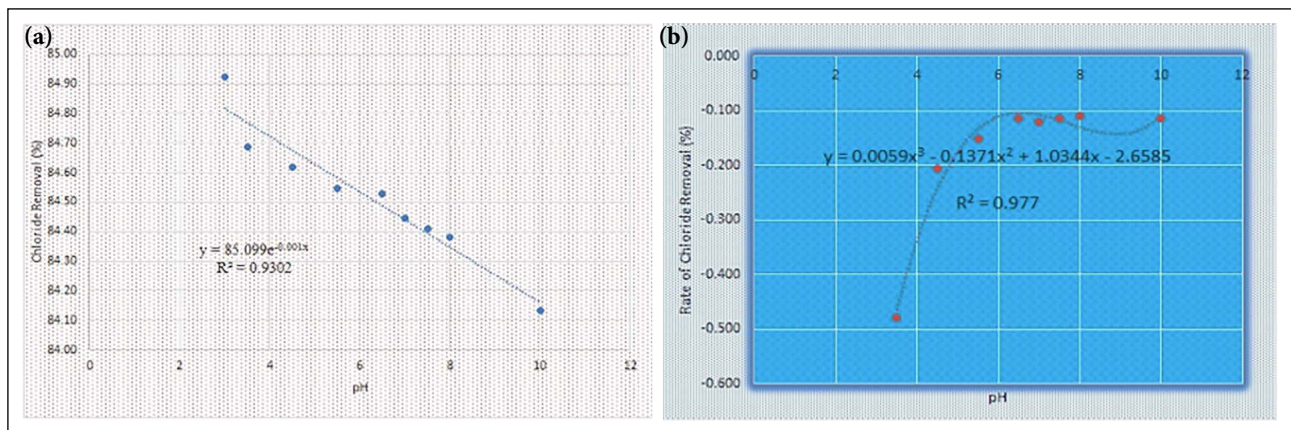 (a)
85.00
84.90
84.80
84.70
84.60
84.50
84.40
84.30
84.20
84.10
84.00
Chloride Removal (%)
y = 85.099e^-0.001x
R² = 0.9302
0 2 4 6 8 10 12
pH
(b)
0.000
-0.100
-0.200
-0.300
-0.400
-0.500
-0.600
Rate of Chloride Removal (%)
0 2 4 6 8 10 12
y = 0.0059x³ - 0.1371x² + 1.0344x - 2.6585
R² = 0.977
pH